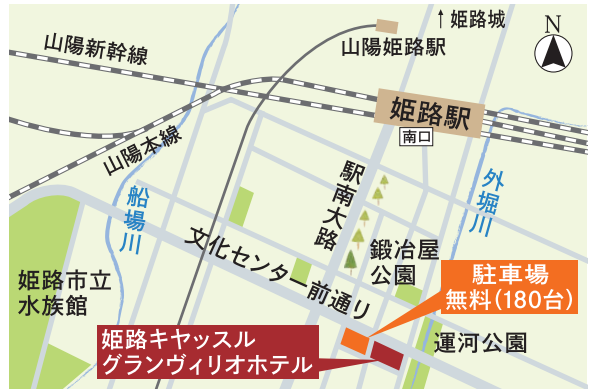 ↑姫路城
N
山陽新幹線
山陽姫路駅
姫路駅
南口
山陽本線
駅南大路
外堀川
船場川
文化センター前通り
鍛冶屋
公園
姫路市立
水族館
駐車場
無料(180台)
姫路キャッスル
グランヴィリオホテル
運河公園